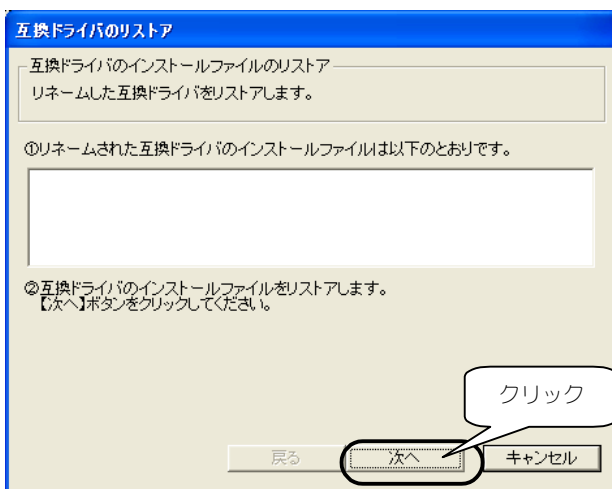 互換ドライバのリストア
互換ドライバのインストールファイルのリストア
リネームした互換ドライバをリストアします。
①リネームされた互換ドライバのインストールファイルは以下のとおりです。
②互換ドライバのインストールファイルをリストアします。
【次へ】ボタンをクリックしてください。
クリック
戻る
次へ
キャンセル